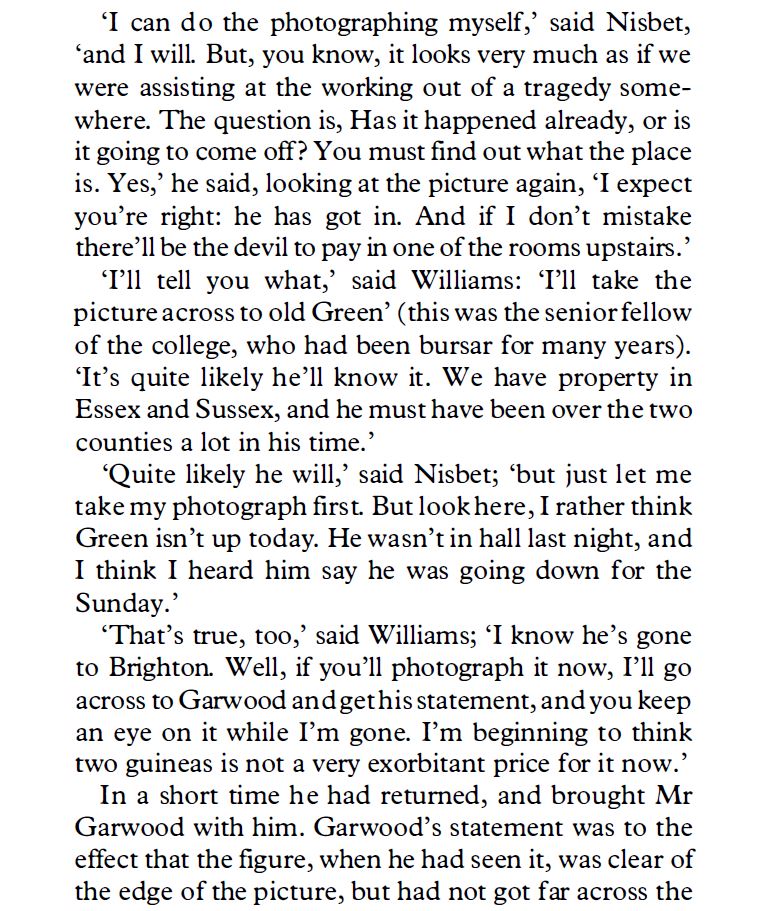 ‘I can do the photographing myself,’ said Nisbet,
‘and I will. But, you know, it looks very much as if we
were assisting at the working out of a tragedy some-
where. The question is, Has it happened already, or is
it going to come off? You must find out what the place
is. Yes,’ he said, looking at the picture again, ‘I expect
you’re right: he has got in. And if I don’t mistake
there’ll be the devil to pay in one of the rooms upstairs.’
‘I’ll tell you what,’ said Williams: ‘I’ll take the
picture across to old Green’ (this was the senior fellow
of the college, who had been bursar for many years).
‘It’s quite likely he’ll know it. We have property in
Essex and Sussex, and he must have been over the two
counties a lot in his time.’
‘Quite likely he will,’ said Nisbet; ‘but just let me
take my photograph first. But look here, I rather think
Green isn’t up today. He wasn’t in hall last night, and
I think I heard him say he was going down for the
Sunday.’
‘That’s true, too,’ said Williams; ‘I know he’s gone
to Brighton. Well, if you’ll photograph it now, I’ll go
across to Garwood and get his statement, and you keep
an eye on it while I’m gone. I’m beginning to think
two guineas is not a very exorbitant price for it now.’
In a short time he had returned, and brought Mr
Garwood with him. Garwood’s statement was to the
effect that the figure, when he had seen it, was clear of
the edge of the picture, but had not got far across the